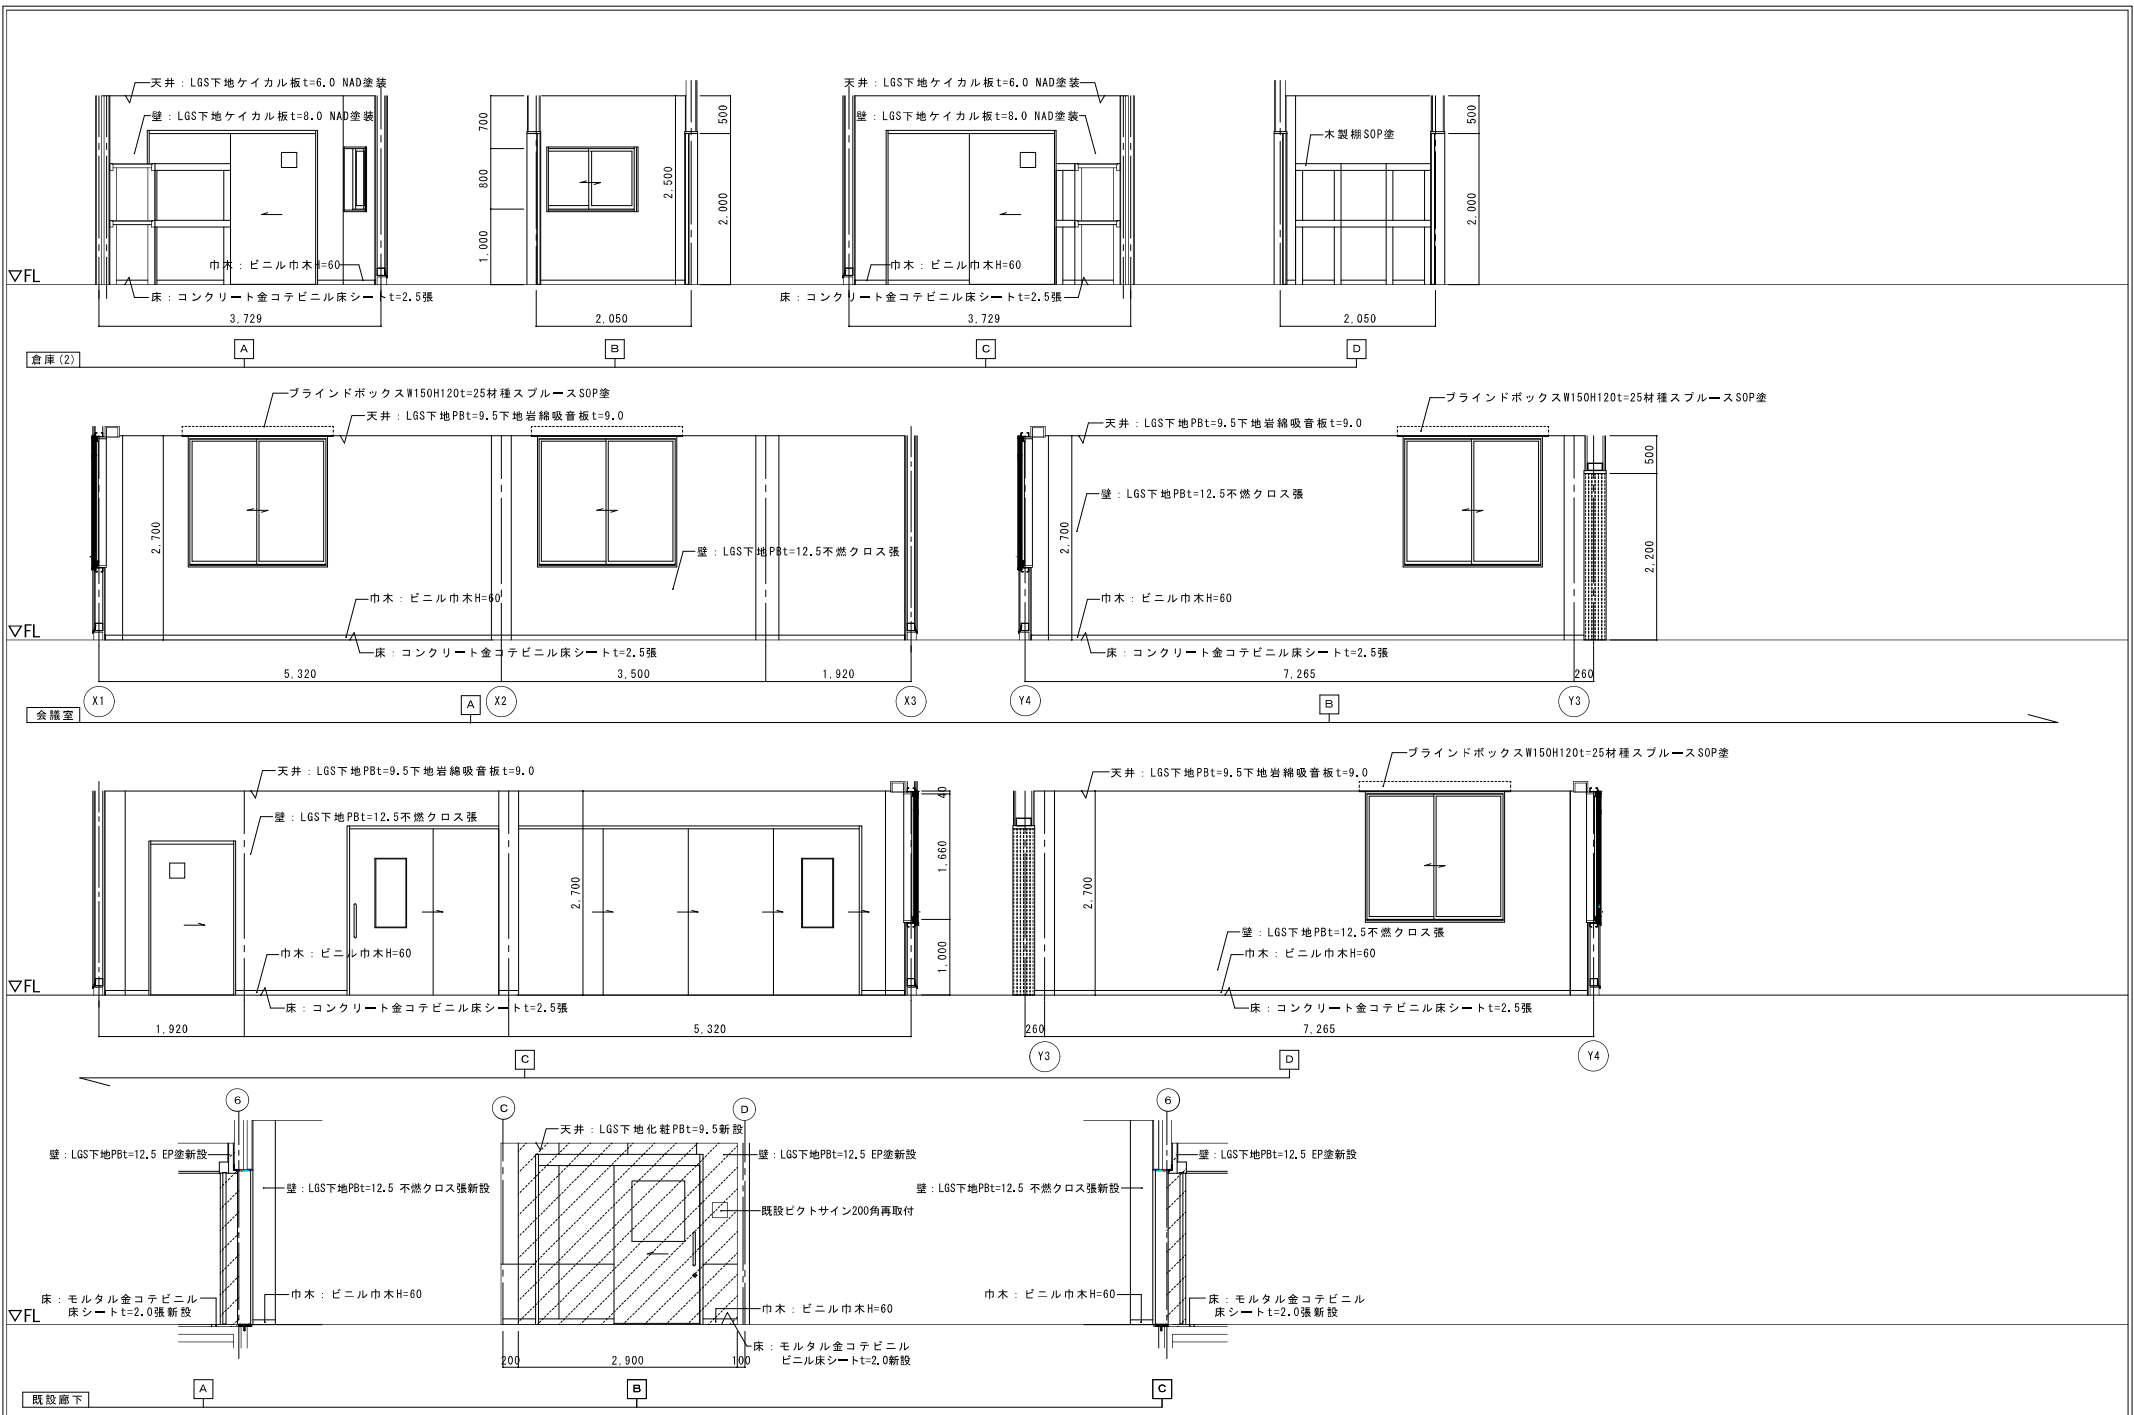 天井：LGS下地ケイカル板t=6.0 NAD塗装
壁：LGS下地ケイカル板t=8.0 NAD塗装
巾木：ビニル巾木H=60
▽FL
床：コンクリート金コテビニル床シートt=2.5張
3,729
A
700
800
1,000
2,500
500
2,000
2,050
B
天井：LGS下地ケイカル板t=6.0 NAD塗装
壁：LGS下地ケイカル板t=8.0 NAD塗装
巾木：ビニル巾木H=60
床：コンクリート金コテビニル床シートt=2.5張
3,729
C
木製棚SOP塗
500
2,000
2,050
D
倉庫(2)
ブラインドボックスW150H120t=25材種スプルースSOP塗
天井：LGS下地PBt=9.5下地岩綿吸音板t=9.0
2,700
壁：LGS下地PBt=12.5不燃クロス張
巾木：ビニル巾木H=60
▽FL
床：コンクリート金コテビニル床シートt=2.5張
5,320
3,500
1,920
X1
X2
X3
A
ブラインドボックスW150H120t=25材種スプルースSOP塗
天井：LGS下地PBt=9.5下地岩綿吸音板t=9.0
壁：LGS下地PBt=12.5不燃クロス張
2,700
500
2,200
巾木：ビニル巾木H=60
床：コンクリート金コテビニル床シートt=2.5張
7,265
260
Y4
Y3
B
会議室
天井：LGS下地PBt=9.5下地岩綿吸音板t=9.0
壁：LGS下地PBt=12.5不燃クロス張
2,700
40
1,660
1,000
巾木：ビニル巾木H=60
▽FL
床：コンクリート金コテビニル床シートt=2.5張
1,920
5,320
C
ブラインドボックスW150H120t=25材種スプルースSOP塗
天井：LGS下地PBt=9.5下地岩綿吸音板t=9.0
2,700
壁：LGS下地PBt=12.5不燃クロス張
巾木：ビニル巾木H=60
床：コンクリート金コテビニル床シートt=2.5張
260
7,265
Y3
Y4
D
6
壁：LGS下地PBt=12.5 EP塗新設
壁：LGS下地PBt=12.5 不燃クロス張新設
床：モルタル金コテビニル
床シートt=2.0張新設
巾木：ビニル巾木H=60
▽FL
A
C
D
天井：LGS下地化粧PBt=9.5新設
壁：LGS下地PBt=12.5 EP塗新設
既設ピクトサイン200角再取付
巾木：ビニル巾木H=60
床：モルタル金コテビニル
ビニル床シートt=2.0新設
200
2,900
100
B
6
壁：LGS下地PBt=12.5 EP塗新設
壁：LGS下地PBt=12.5 不燃クロス張新設
巾木：ビニル巾木H=60
床：モルタル金コテビニル
床シートt=2.0張新設
C
既設廊下